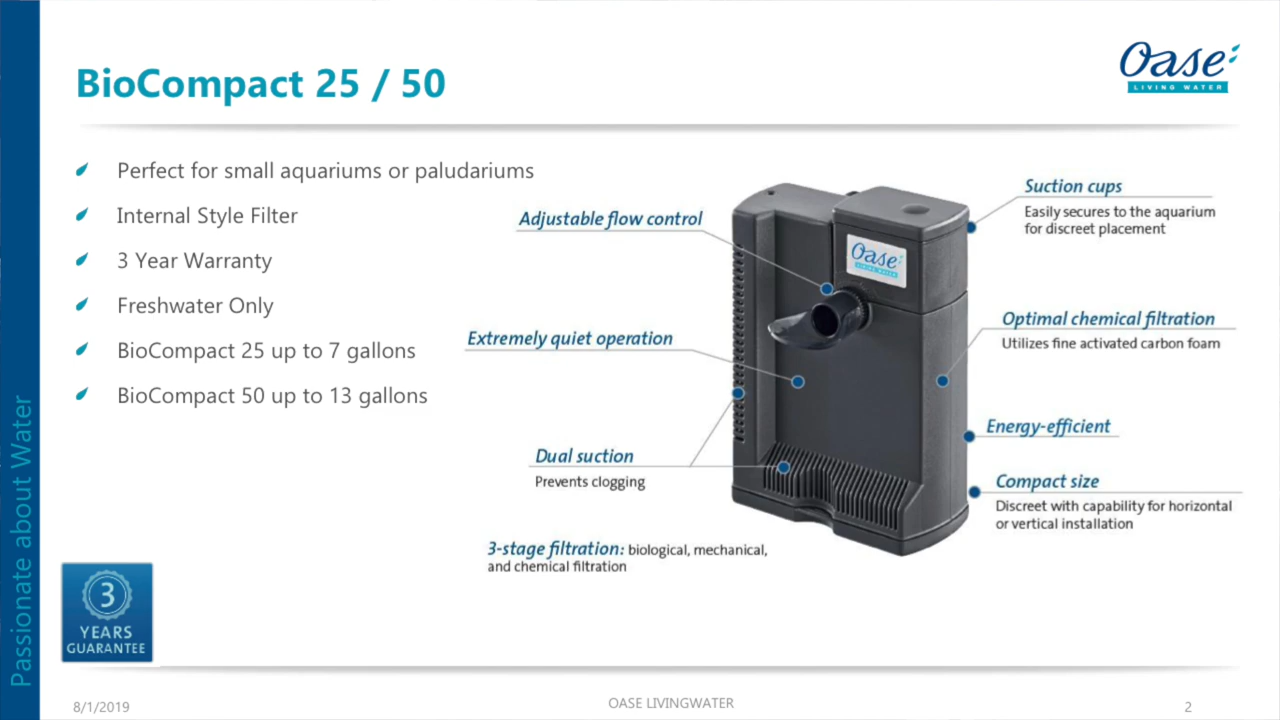 BioCompact 25 / 50
Oase
LIVING WATER
Perfect for small aquariums or paludariums
Internal Style Filter
3 Year Warranty
Freshwater Only
BioCompact 25 up to 7 gallons
BioCompact 50 up to 13 gallons
Adjustable flow control
Extremely quiet operation
Dual suction
Prevents clogging
3-stage filtration: biological, mechanical,
and chemical filtration
Oase
LIVING WATER
Suction cups
Easily secures to the aquarium
for discreet placement
Optimal chemical filtration
Utilizes fine activated carbon foam
Energy-efficient
Compact size
Discreet with capability for horizontal
or vertical installation
Passionate about Water
3
YEARS
GUARANTEE
8/1/2019
OASE LIVINGWATER
2